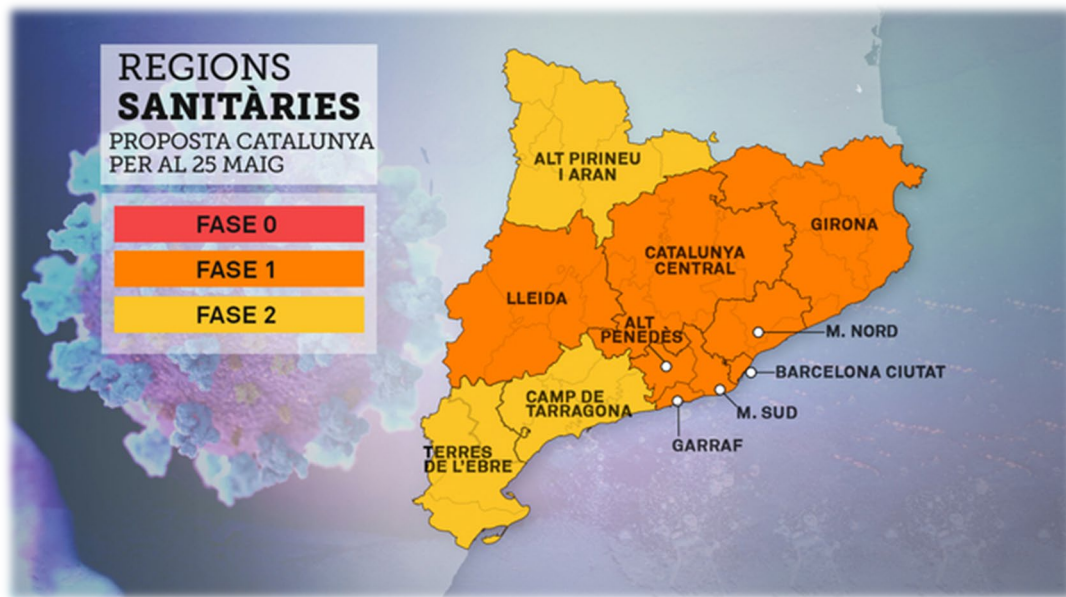 REGIONS
SANITÀRIES
PROPOSTA CATALUNYA
PER AL 25 MAIG
FASE 0
FASE 1
FASE 2
ALT PIRINEU
I ARAN
GIRONA
CATALUNYA
CENTRAL
LLEIDA
ALT
PENEDÈS
M. NORD
BARCELONA CIUTAT
CAMP DE
TARRAGONA
M. SUD
GARRAF
TERRES
DE L'EBRE